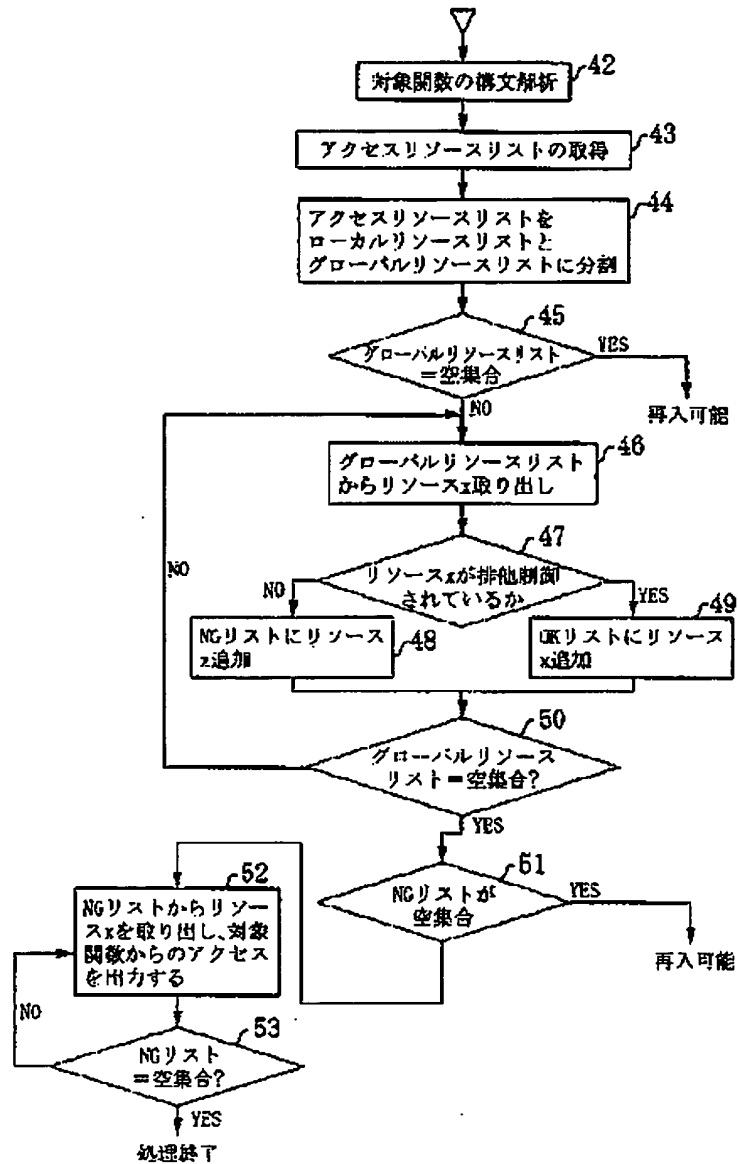 42
対象関数の構文解析
43
アクセスリソースリストの取得
44
アクセスリソースリストを
ローカルリソースリストと
グローバルリソースリストに分割
45
グローバルリソースリスト
=空集合
YES
再入可能
NO
46
グローバルリソースリスト
からリソースx取り出し
47
リソースxが排他制御
されているか
NO
YES
NO
NGリストにリソース
x追加
48
49
OKリストにリソース
x追加
50
グローバルリソース
リスト=空集合?
YES
51
NGリストが
空集合
YES
再入可能
52
NGリストからリソー
スxを取り出し、対象
関数からのアクセス
を出力する
NO
53
NGリスト
=空集合?
YES
処理終了